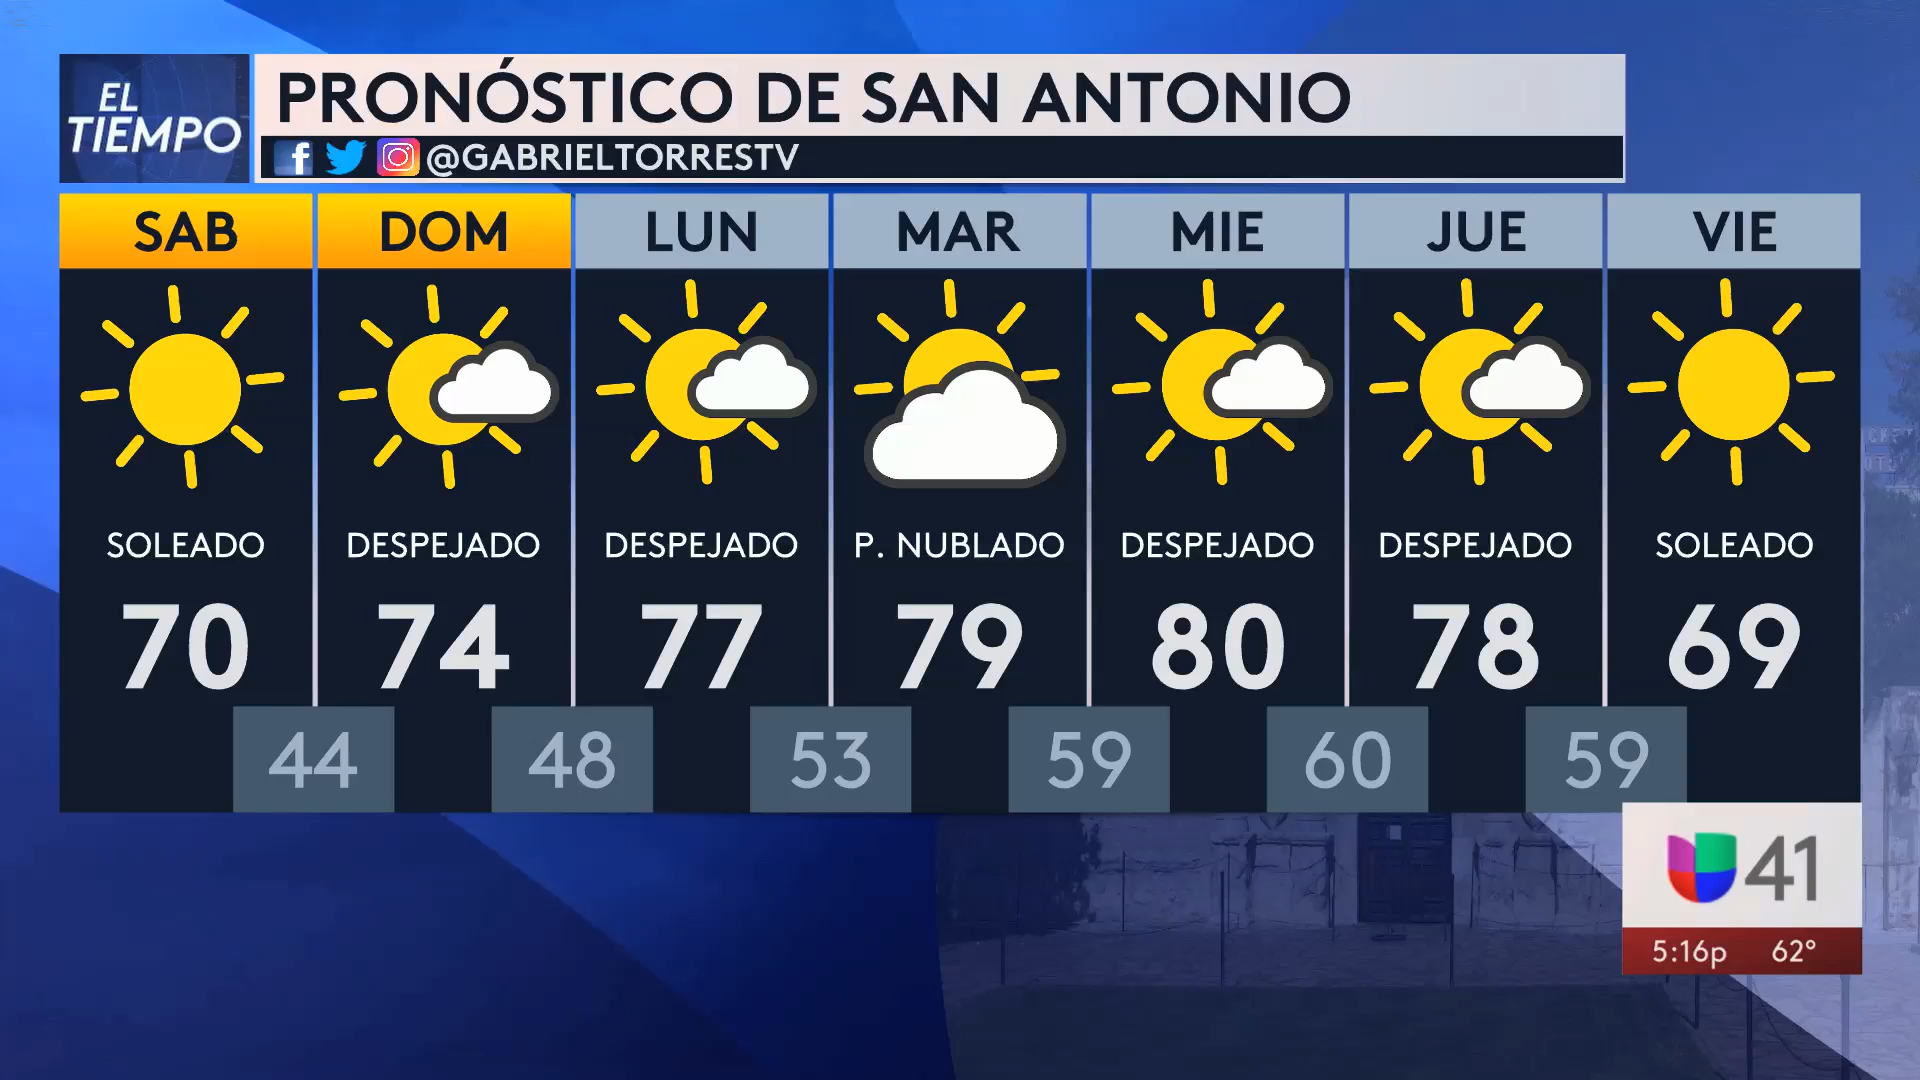 EL
TIEMPO
PRONÓSTICO DE SAN ANTONIO
@GABRIELTORRESTV
SAB DOM LUN MAR MIE JUE VIE
SOLEADO DESPEJADO DESPEJADO P. NUBLADO DESPEJADO DESPEJADO SOLEADO
70 74 77 79 80 78 69
44 48 53 59 60 59
41
5:16p 62°